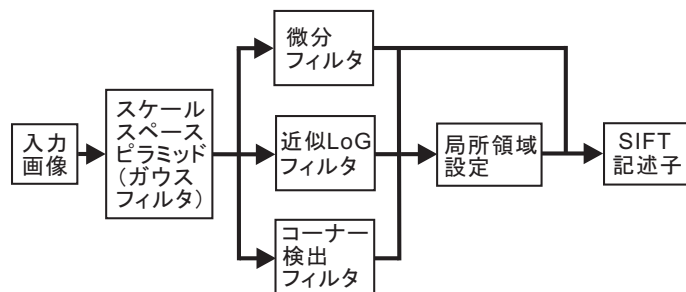 入力
画像
スケール
スペース
ピラミッド
(ガウス
フィルタ)
微分
フィルタ
近似LoG
フィルタ
コーナー
検出
フィルタ
局所領域
設定
SIFT
記述子